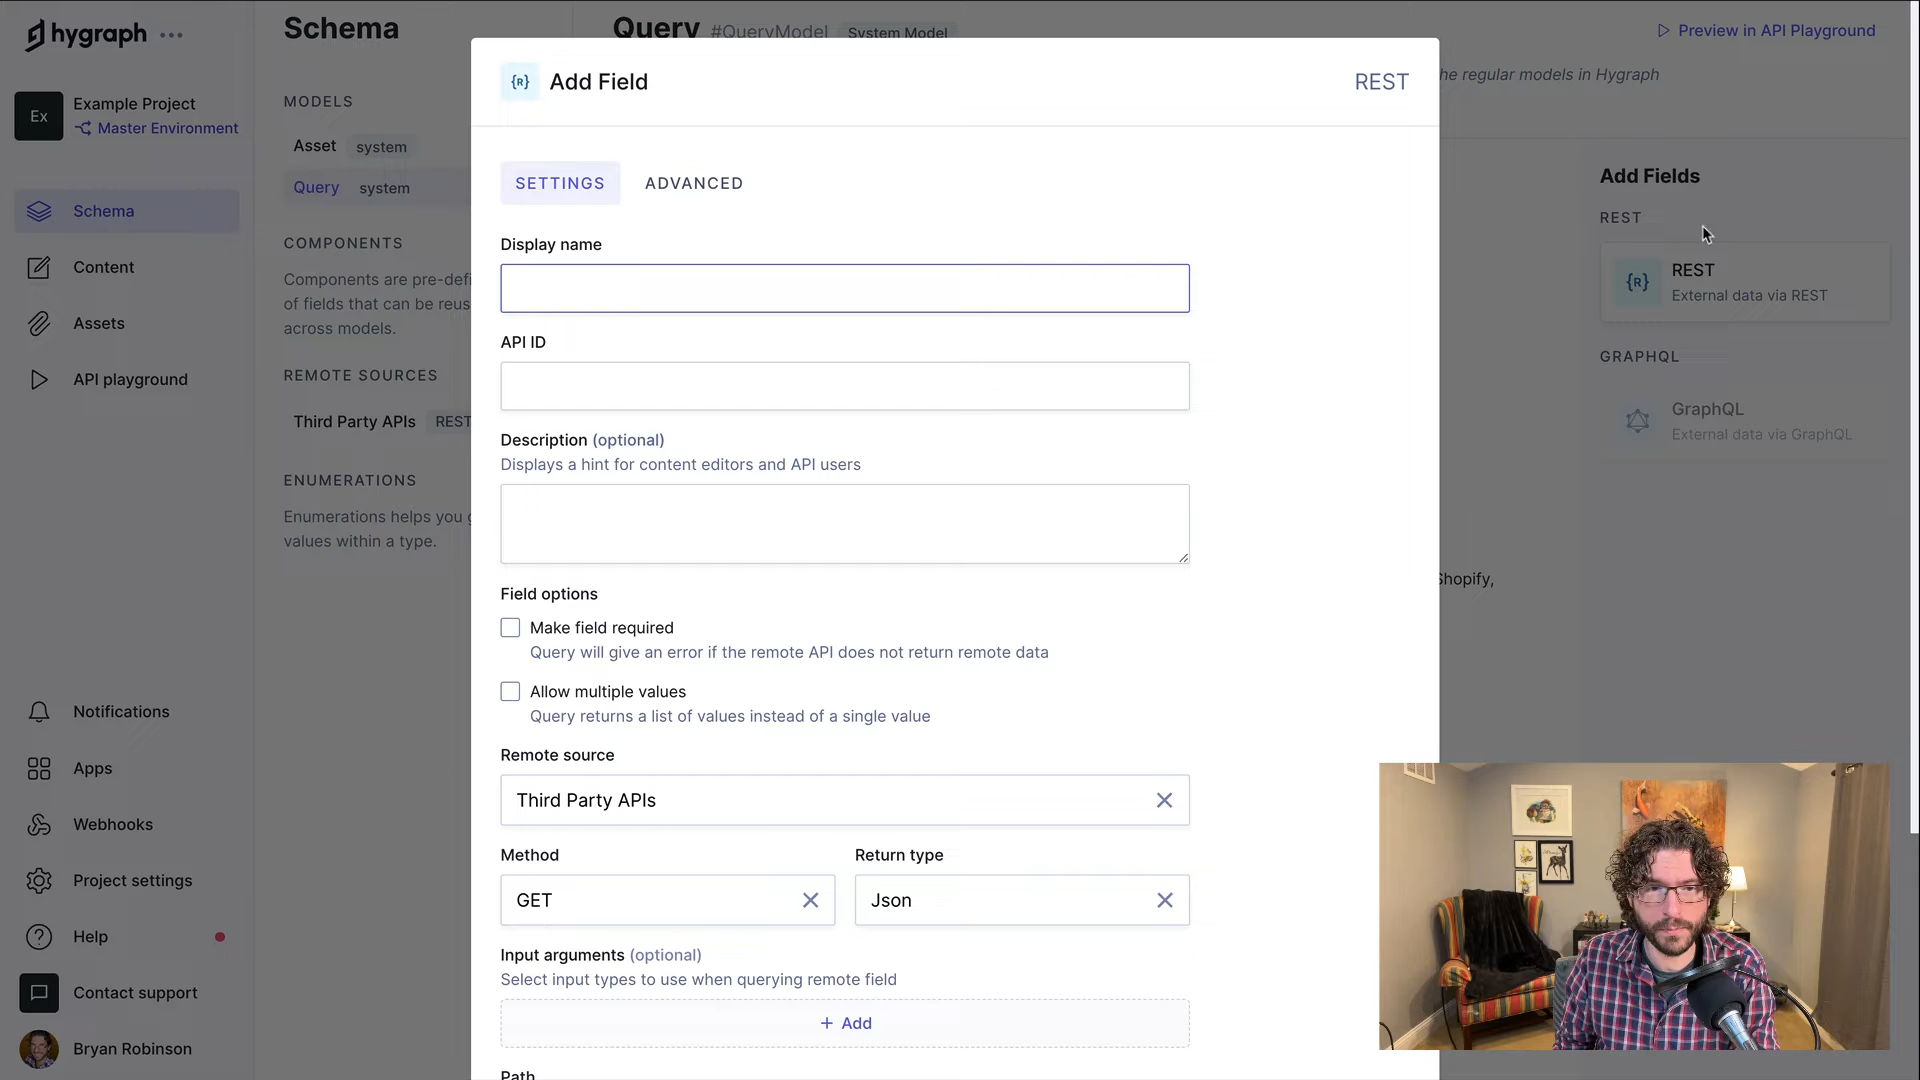 hygraph
Ex
Example Project
Master Environment
Schema
Content
Assets
API playground
Notifications
Apps
Webhooks
Project settings
Help
Contact support
Bryan Robinson
Schema
MODELS
Asset system
Query system
COMPONENTS
Components are pre-defi
of fields that can be reus
across models.
REMOTE SOURCES
Third Party APIs REST
ENUMERATIONS
Enumerations helps you
values within a type.
Query #QueryModel System Model
Preview in API Playground
he regular models in Hygraph
{R} Add Field
REST
SETTINGS
ADVANCED
Display name
API ID
Description (optional)
Displays a hint for content editors and API users
Field options
Make field required
Query will give an error if the remote API does not return remote data
Allow multiple values
Query returns a list of values instead of a single value
Remote source
Third Party APIs
Method
Return type
GET
Json
Input arguments (optional)
Select input types to use when querying remote field
+ Add
Path
Shopify,
Add Fields
REST
{R}
REST
External data via REST
GRAPHQL
GraphQL
External data via GraphQL